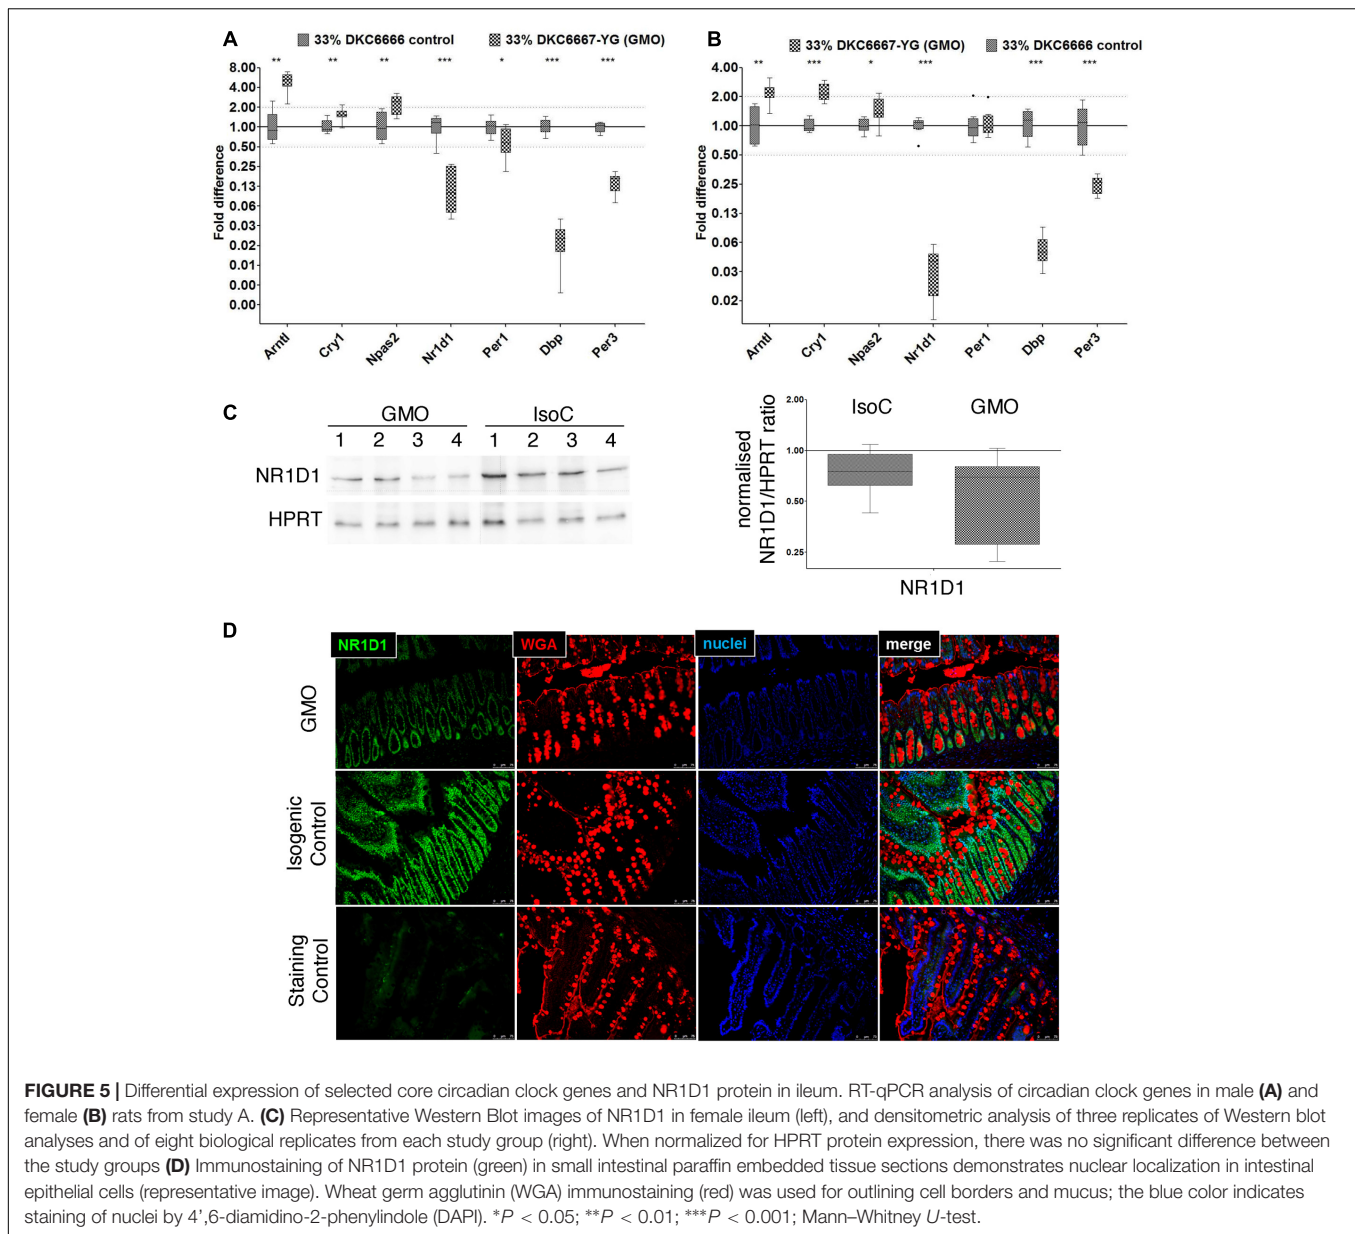 A
33% DKC6666 control
33% DKC6667-YG (GMO)
** ** ** *** * *** ***
Fold difference
8.00
4.00
2.00
1.00
0.50
0.25
0.13
0.06
0.03
0.02
0.01
0.00
0.00
Arntl
Cry1
Npas2
Nr1d1
Per1
Dbp
Per3
B
33% DKC6667-YG (GMO)
33% DKC6666 control
** *** * *** *** ***
Fold difference
4.00
2.00
1.00
0.50
0.25
0.13
0.06
0.03
0.02
Arntl
Cry1
Npas2
Nr1d1
Per1
Dbp
Per3
C
GMO
IsoC
1 2 3 4 1 2 3 4
NR1D1
HPRT
normalised
NR1D1/HPRT ratio
2.00
1.00
0.50
0.25
IsoC
GMO
NR1D1
D
NR1D1
WGA
nuclei
merge
GMO
Isogenic
Control
Staining
Control
FIGURE 5 | Differential expression of selected core circadian clock genes and NR1D1 protein in ileum. RT-qPCR analysis of circadian clock genes in male (A) and
female (B) rats from study A. (C) Representative Western Blot images of NR1D1 in female ileum (left), and densitometric analysis of three replicates of Western blot
analyses and of eight biological replicates from each study group (right). When normalized for HPRT protein expression, there was no significant difference between
the study groups (D) Immunostaining of NR1D1 protein (green) in small intestinal paraffin embedded tissue sections demonstrates nuclear localization in intestinal
epithelial cells (representative image). Wheat germ agglutinin (WGA) immunostaining (red) was used for outlining cell borders and mucus; the blue color indicates
staining of nuclei by 4',6-diamidino-2-phenylindole (DAPI). *P < 0.05; **P < 0.01; ***P < 0.001; Mann–Whitney U-test.